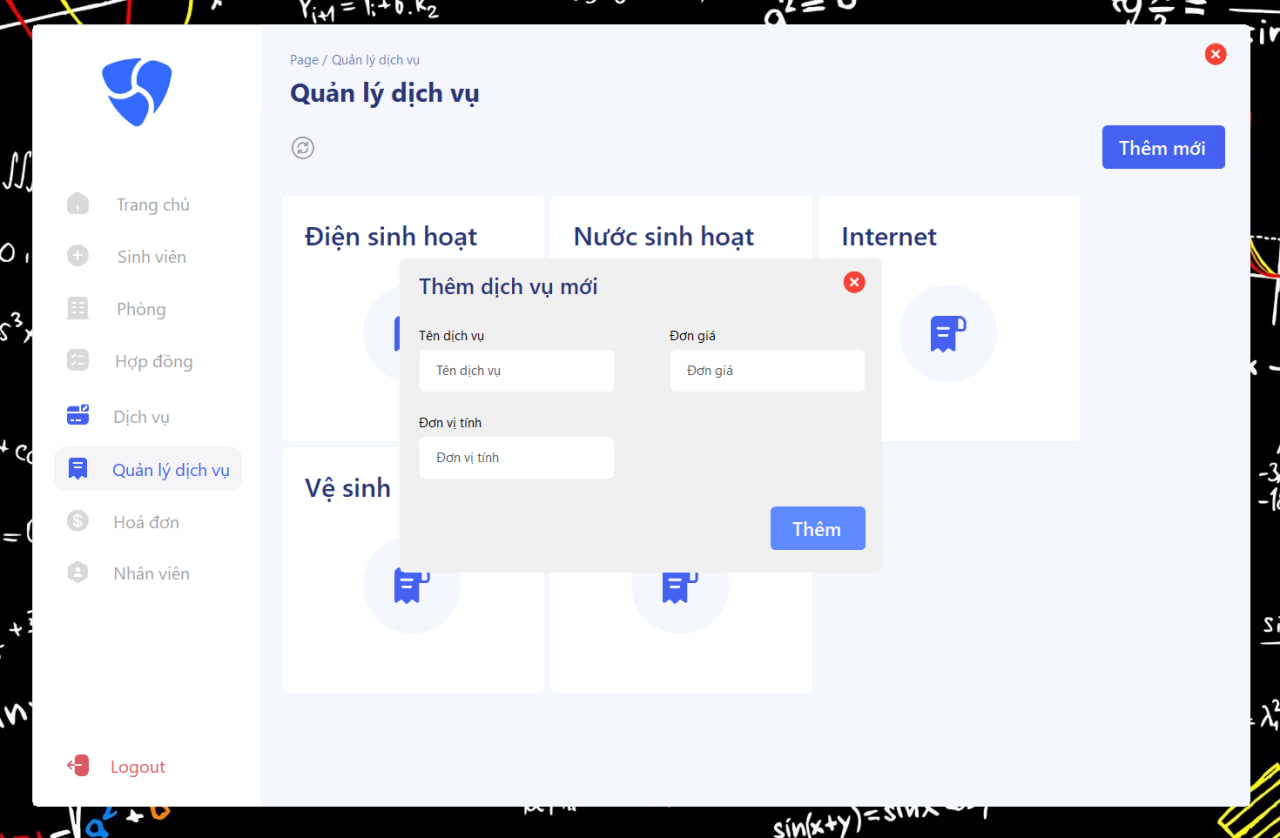 Page / Quản lý dịch vụ
Quản lý dịch vụ
Thêm mới
Trang chủ
Sinh viên
Phòng
Hợp đồng
Dịch vụ
Quản lý dịch vụ
Hoá đơn
Nhân viên
Logout
Điện sinh hoạt
Nước sinh hoạt
Internet
Thêm dịch vụ mới
Tên dịch vụ
Đơn giá
Tên dịch vụ
Đơn giá
Đơn vị tính
Đơn vị tính
Thêm
Vệ sinh
sin(x+y)=sinx